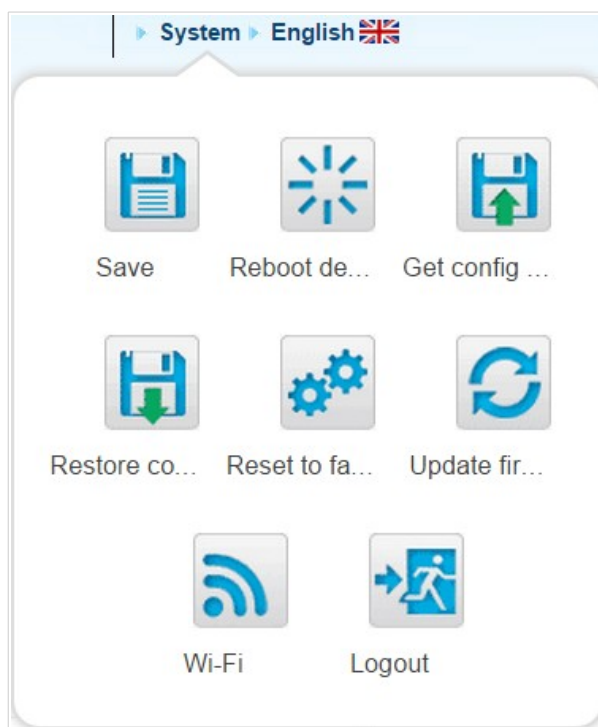 System English
Save Reboot de... Get config ...
Restore co... Reset to fa... Update fir...
Wi-Fi Logout